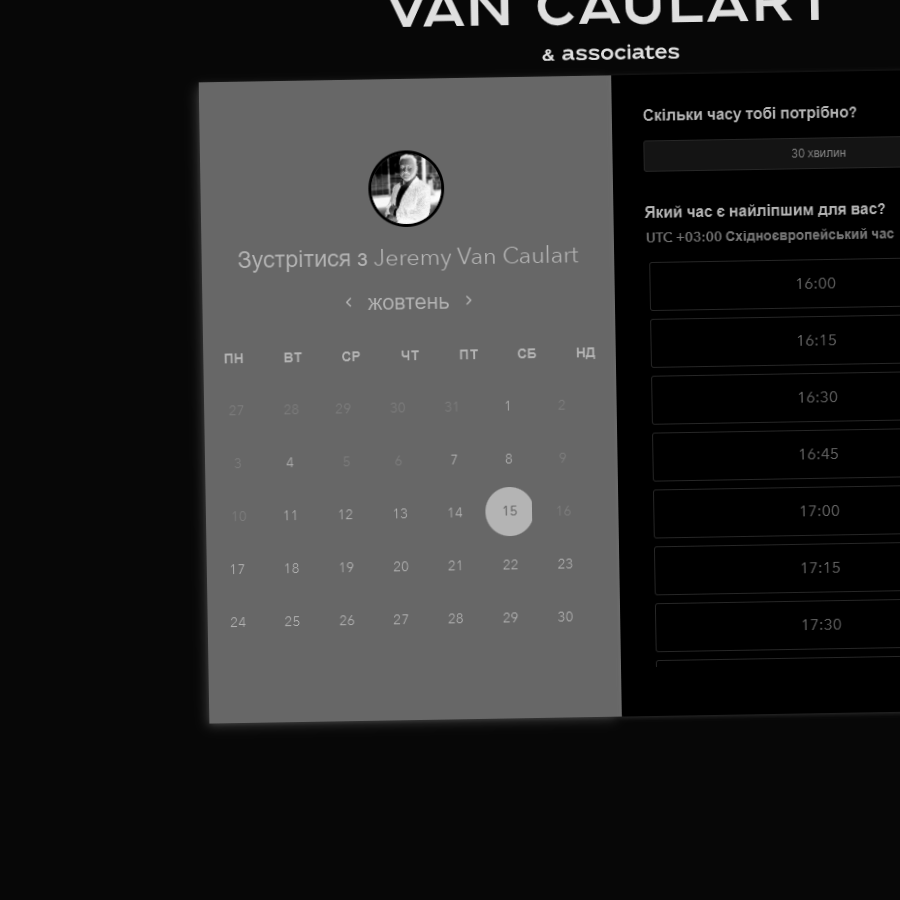 VAN CAULART
& associates
Зустрітися з Jeremy Van Caulart
‹ жовтень ›
ПН ВТ СР ЧТ ПТ СБ НД
27 28 29 30 31 1 2
3 4 5 6 7 8 9
10 11 12 13 14 15 16
17 18 19 20 21 22 23
24 25 26 27 28 29 30
Скільки часу тобі потрібно?
30 хвилин
Який час є найліпшим для вас?
UTC +03:00 Східноєвропейський час
16:00
16:15
16:30
16:45
17:00
17:15
17:30